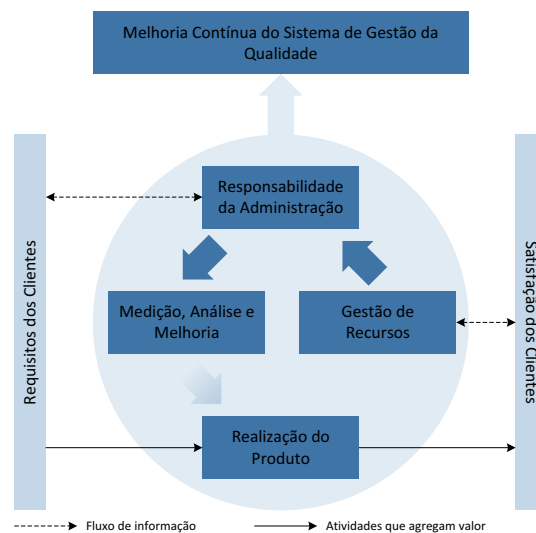 Melhoria Contínua do Sistema de Gestão da
Qualidade
Requisitos dos Clientes
Responsabilidade
da Administração
Satisfação dos Clientes
Medição, Análise e
Melhoria
Gestão de
Recursos
Realização do
Produto
Fluxo de informação
Atividades que agregam valor